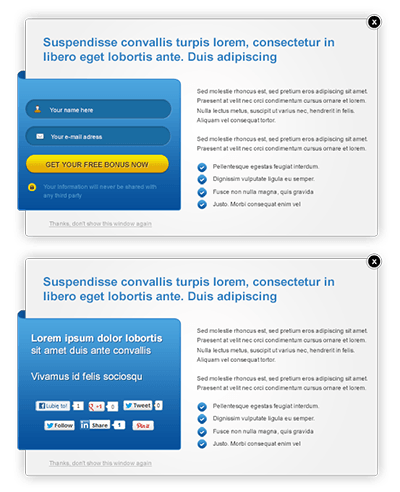 x
Suspendisse convallis turpis lorem, consectetur in
libero eget lobortis ante. Duis adipiscing
Your name here
Your e-mail adress
GET YOUR FREE BONUS NOW
Your Information will never be shared with
any third party
Sed molestie rhoncus est, sed pretium eros adipiscing sit amet.
Praesent at velit nec orci condimentum cursus ornare et lorem.
Nulla lectus metus, suscipit ut varius nec, hendrerit in felis.
Aliquam vel consequat tortor.
Sed molestie rhoncus est, sed pretium eros adipiscing sit amet.
Praesent at velit nec orci condimentum cursus ornare et lorem.
Pellentesque egestas feugiat interdum.
Dignissim vulputate ligula eu semper.
Fusce non nulla magna, quis gravida
Justo. Morbi consequat enim vel
Thanks, don't show this window again
x
Suspendisse convallis turpis lorem, consectetur in
libero eget lobortis ante. Duis adipiscing
Lorem ipsum dolor lobortis
sit amet duis ante convallis
Vivamus id felis sociosqu
Lubię to! 1 +1 0 Tweet 0
Follow in Share 1 Pin it
Sed molestie rhoncus est, sed pretium eros adipiscing sit amet.
Praesent at velit nec orci condimentum cursus ornare et lorem.
Nulla lectus metus, suscipit ut varius nec, hendrerit in felis.
Aliquam vel consequat tortor.
Sed molestie rhoncus est, sed pretium eros adipiscing sit amet.
Praesent at velit nec orci condimentum cursus ornare et lorem.
Pellentesque egestas feugiat interdum.
Dignissim vulputate ligula eu semper.
Fusce non nulla magna, quis gravida
Justo. Morbi consequat enim vel
Thanks, don't show this window again